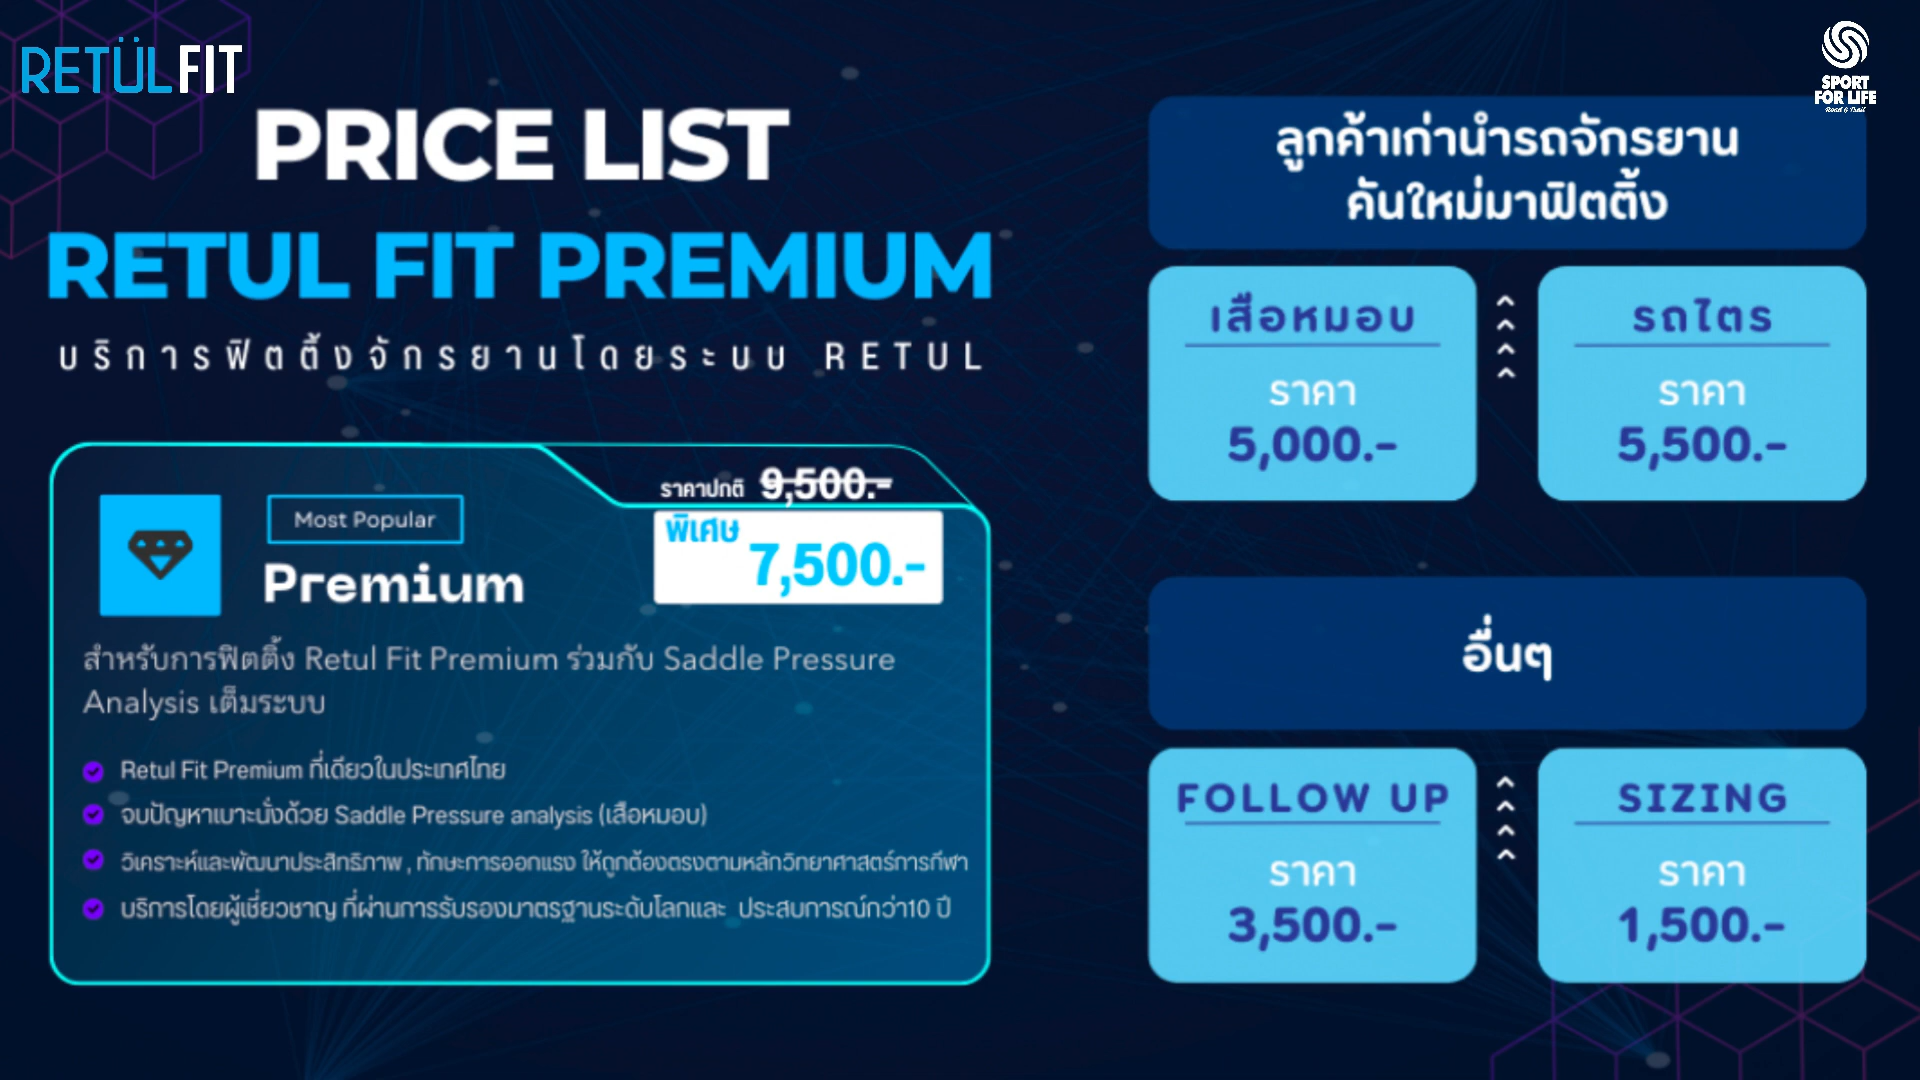 RETÜLFIT
SPORT
FOR LIFE
Road & Trail
PRICE LIST
RETUL FIT PREMIUM
บริการฟิตติ้งจักรยานโดยระบบ RETUL
ราคาปกติ 9,500.-
พิเศษ
7,500.-
Most Popular
Premium
สำหรับการฟิตติ้ง Retul Fit Premium ร่วมกับ Saddle Pressure
Analysis เต็มระบบ
Retul Fit Premium ที่เดียวในประเทศไทย
จบปัญหาเบาะนั่งด้วย Saddle Pressure analysis (เสือหมอบ)
วิเคราะห์และพัฒนาประสิทธิภาพ , ทักษะการออกแรง ให้ถูกต้องตรงตามหลักวิทยาศาสตร์การกีฬา
บริการโดยผู้เชี่ยวชาญ ที่ผ่านการรับรองมาตรฐานระดับโลกและ ประสบการณ์กว่า10 ปี
ลูกค้าเก่านำรถจักรยาน
คันใหม่มาฟิตติ้ง
เสือหมอบ
ราคา
5,000.-
รถไตร
ราคา
5,500.-
อื่นๆ
FOLLOW UP
ราคา
3,500.-
SIZING
ราคา
1,500.-